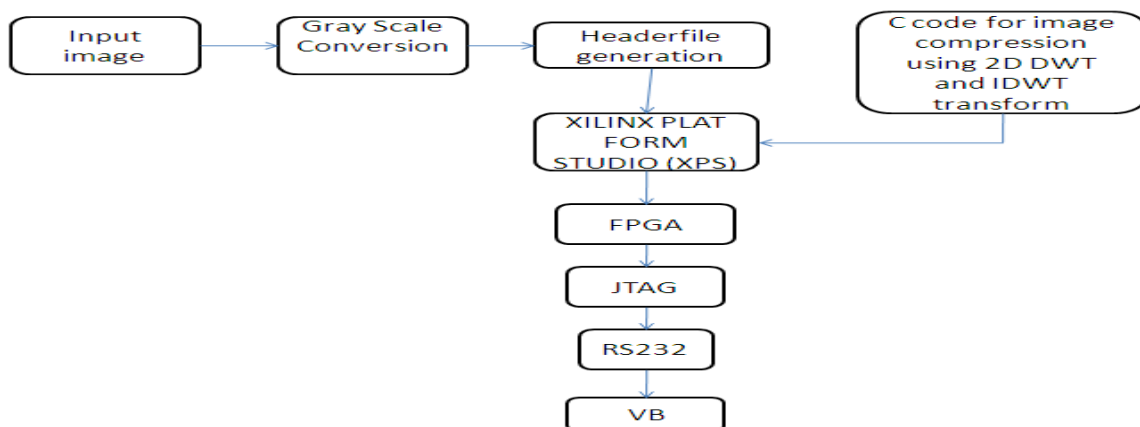 Input
image
Gray Scale
Conversion
Headerfile
generation
C code for image
compression
using 2D DWT
and IDWT
transform
XILINX PLAT
FORM
STUDIO (XPS)
FPGA
JTAG
RS232
VB